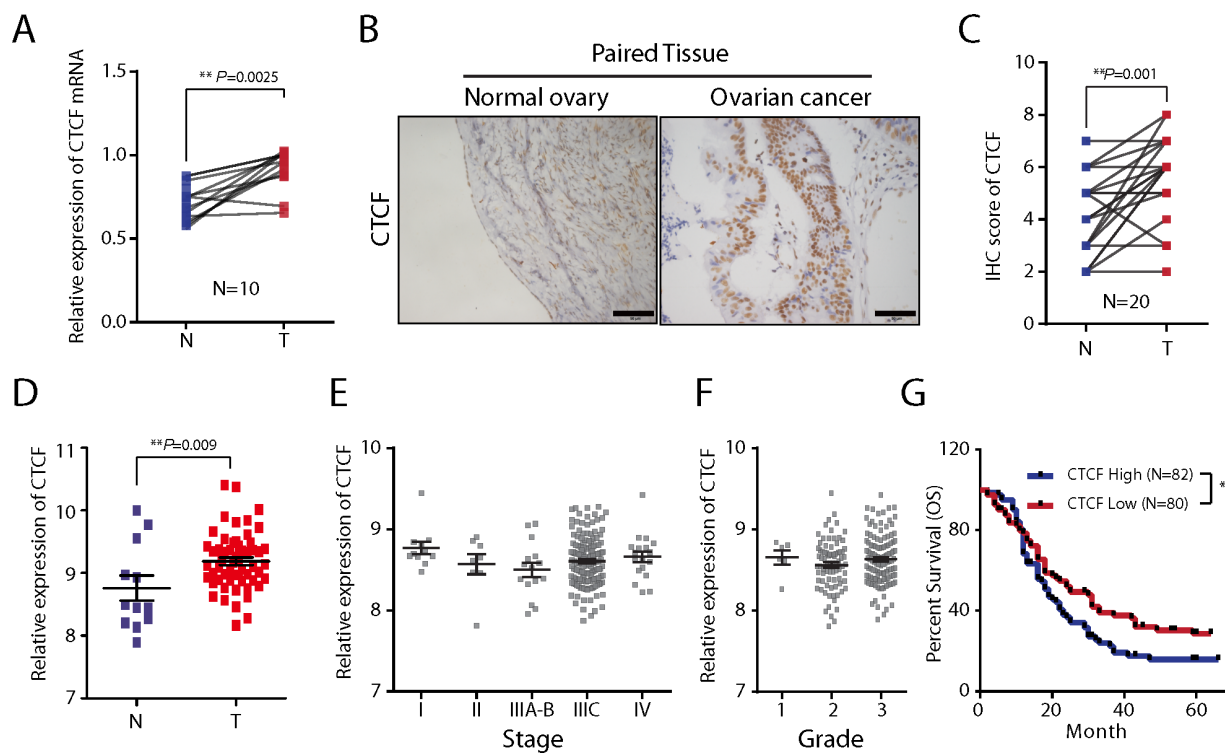 A
Relative expression of CTCF mRNA
1.5
1.0
0.5
0.0
** P=0.0025
N=10
N
T
B
Paired Tissue
Normal ovary
Ovarian cancer
CTCF
C
IHC score of CTCF
10
8
6
4
2
0
**P=0.001
N=20
N
T
D
Relative expression of CTCF
11
10
9
8
7
**P=0.009
N
T
E
Relative expression of CTCF
10
9
8
7
I
II
IIIA-B
IIIC
IV
Stage
F
Relative expression of CTCF
10
9
8
7
1
2
3
Grade
G
Percent Survival (OS)
120
80
40
0
CTCF High (N=82)
CTCF Low (N=80)
*
20
40
60
Month